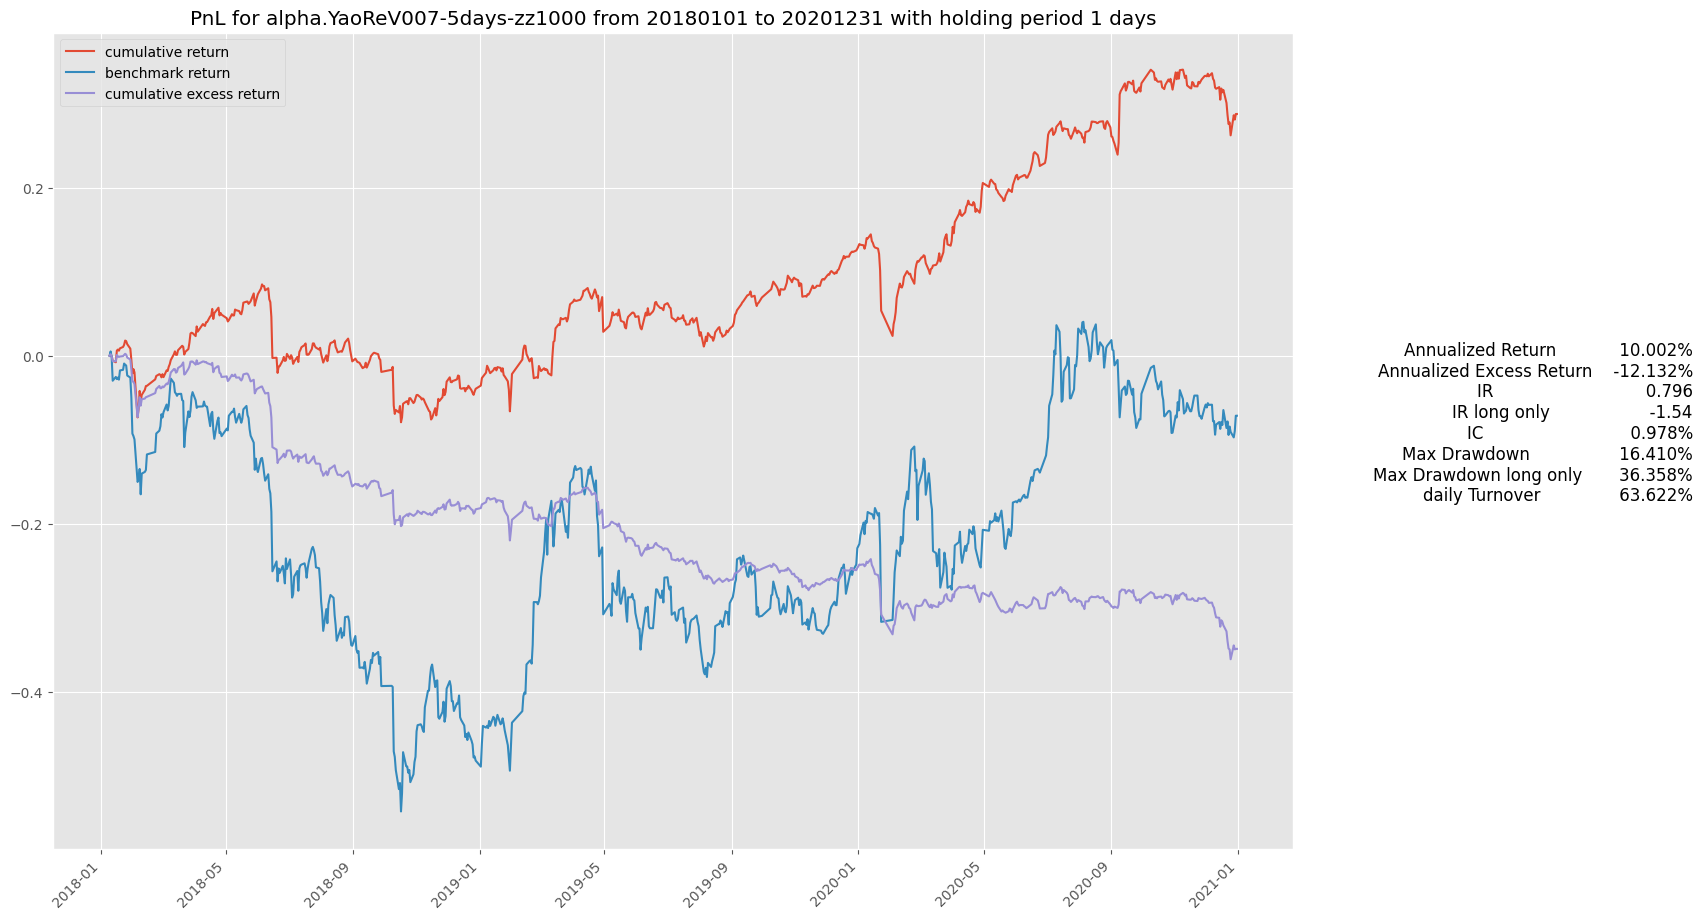 PnL for alpha.YaoReV007-5days-zz1000 from 20180101 to 20201231 with holding period 1 days
cumulative return
benchmark return
cumulative excess return
0.2
0.0
−0.2
−0.4
2018-01
2018-05
2018-09
2019-01
2019-05
2019-09
2020-01
2020-05
2020-09
2021-01
Annualized Return 10.002%
Annualized Excess Return -12.132%
IR 0.796
IR long only -1.54
IC 0.978%
Max Drawdown 16.410%
Max Drawdown long only 36.358%
daily Turnover 63.622%